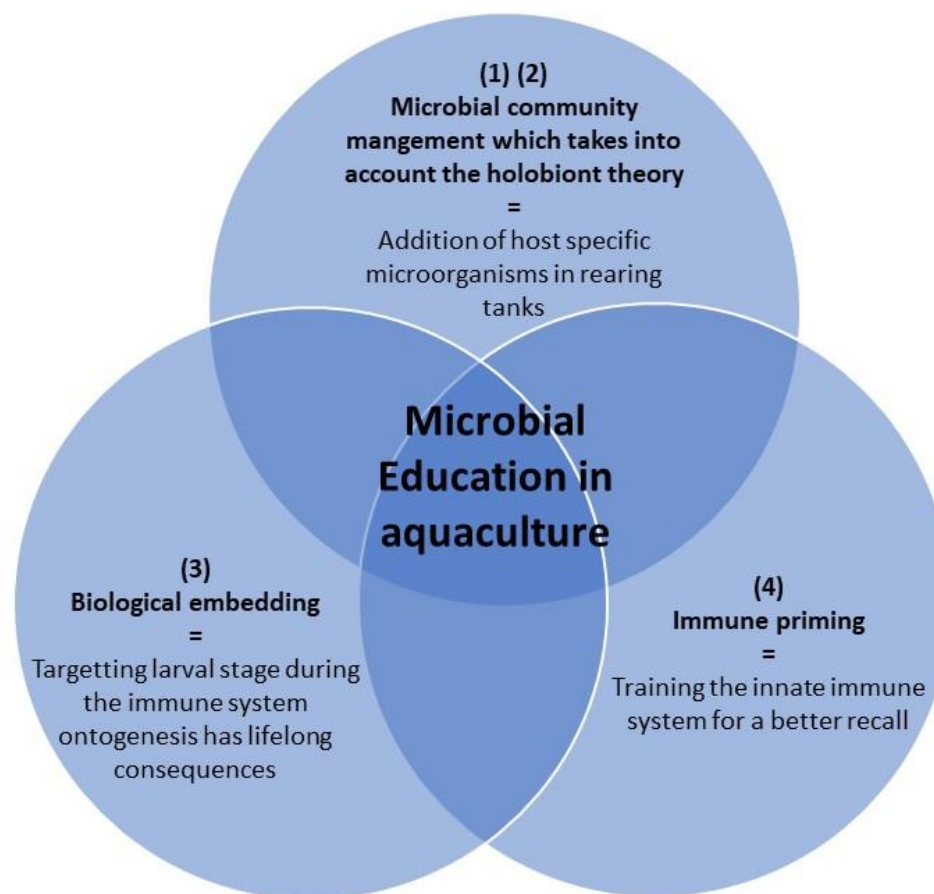 (1) (2)
Microbial community
mangement which takes into
account the holobiont theory
=
Addition of host specific
microorganisms in rearing
tanks
Microbial
Education in
aquaculture
(3)
Biological embedding
=
Targetting larval stage during
the immune system
ontogenesis has lifelong
consequences
(4)
Immune priming
=
Training the innate immune
system for a better recall